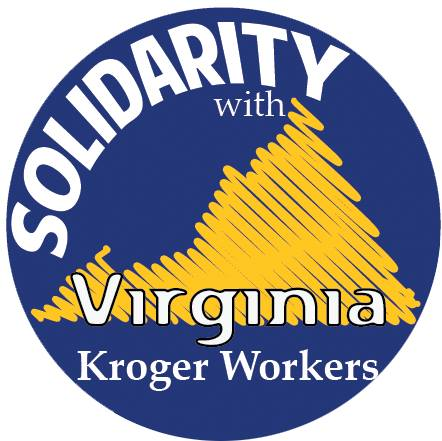 SOLIDARITY
with
Virginia
Kroger Workers